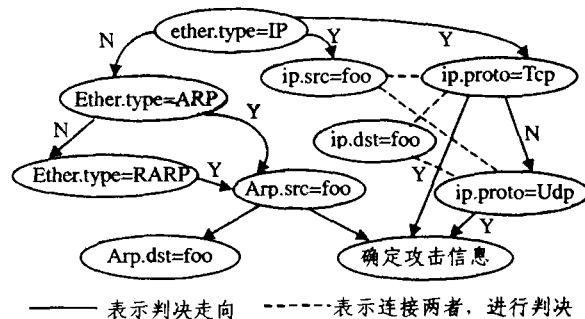 ether.type=IP
N
Y
Y
ip.src=foo
ip.proto=Tcp
Ether.type=ARP
N
Y
ip.dst=foo
N
Ether.type=RARP
Y
Arp.src=foo
Y
ip.proto=Udp
Y
Arp.dst=foo
确定攻击信息
表示判决走向
表示连接两者，进行判决